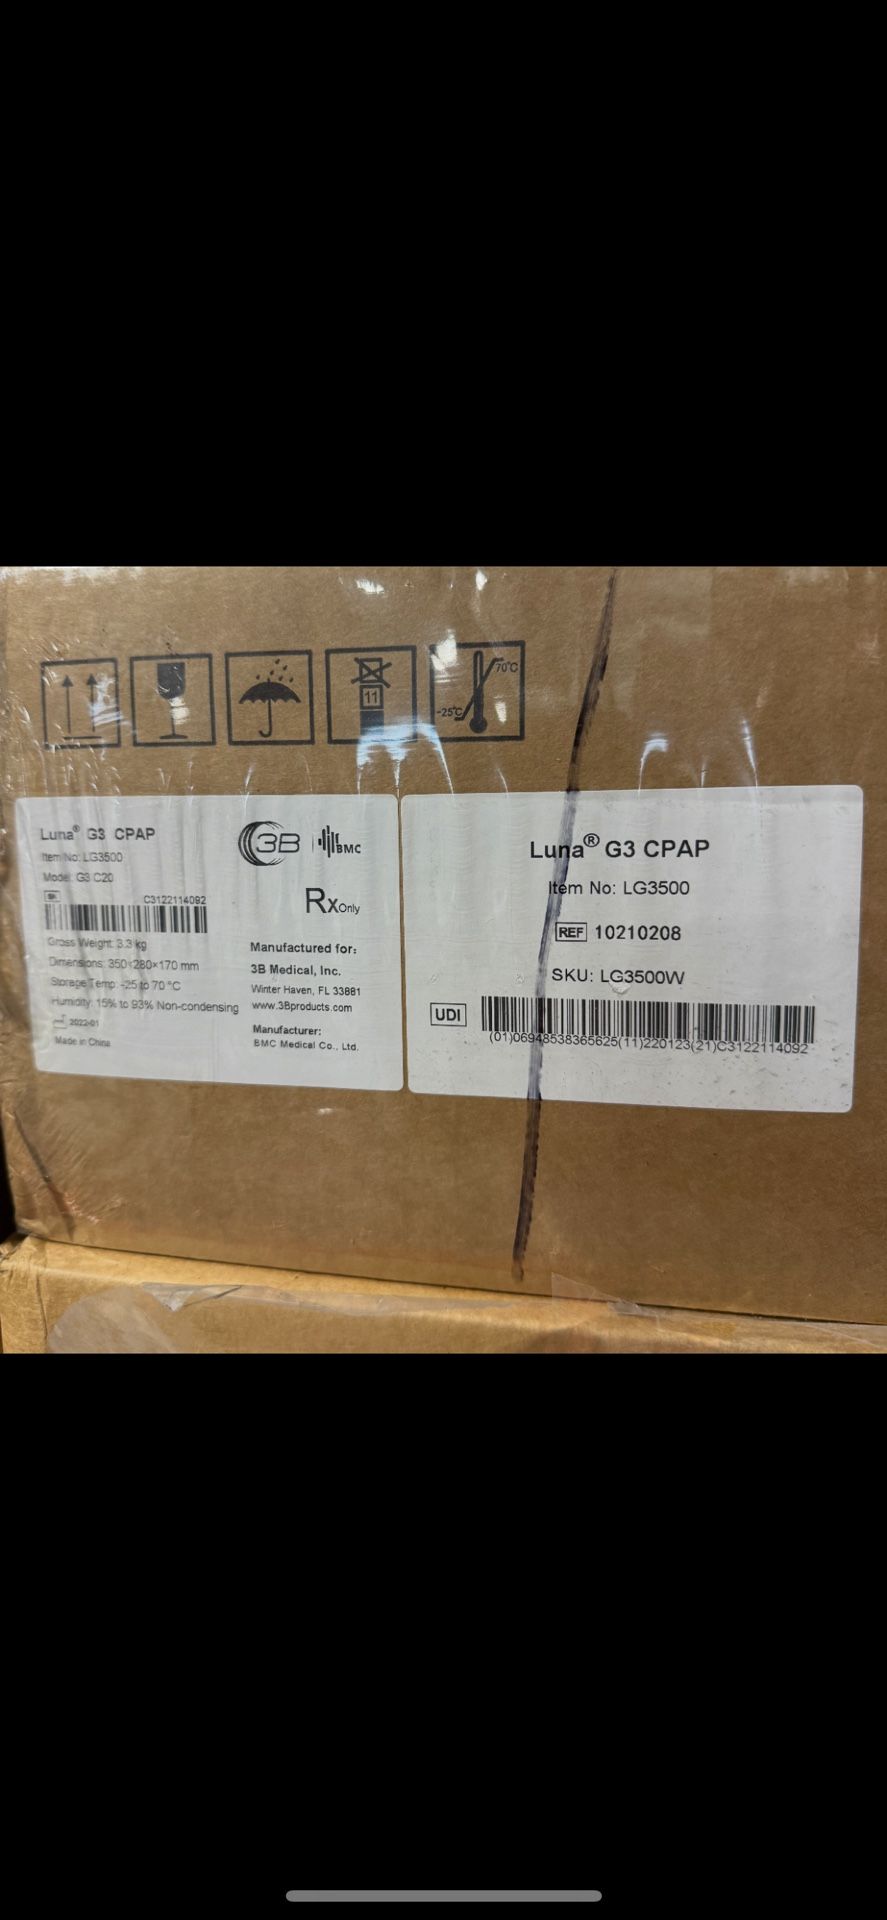 11
70°C
-25°C
Luna® G3 CPAP
Item No: LG3500
Model: G3 C20
SN
C3122114092
Gross Weight: 3.3 kg
Dimensions: 350×280×170 mm
Storage Temp: -25 to 70 °C
Humidity: 15% to 93% Non-condensing
2022-01
Made in China
3B BMC
Rx Only
Manufactured for:
3B Medical, Inc.
Winter Haven, FL 33881
www.3Bproducts.com
Manufacturer:
BMC Medical Co., Ltd.
Luna® G3 CPAP
Item No: LG3500
REF 10210208
SKU: LG3500W
UDI
(01)06948538365625(11)220123(21)C3122114092